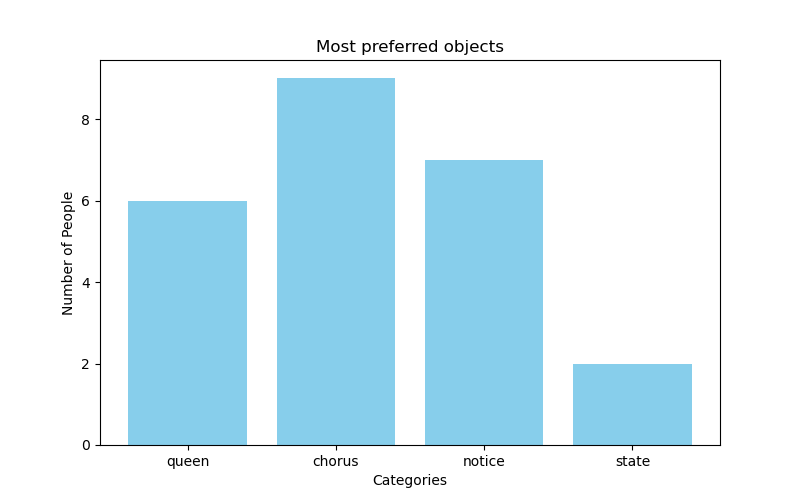 Most preferred objects
Number of People
8
6
4
2
0
queen chorus notice state
Categories